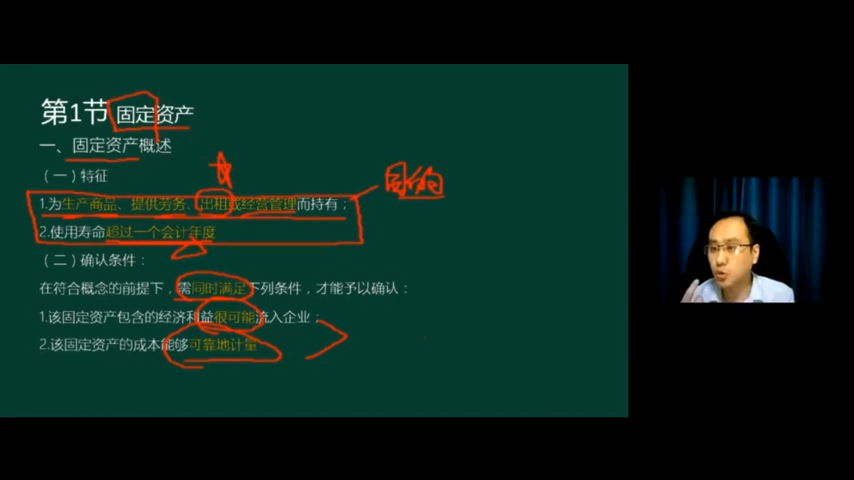 第1节 固定资产
一、固定资产概述
（一）特征
1.为生产商品、提供劳务、出租或经营管理而持有；
2.使用寿命超过一个会计年度
（二）确认条件：
在符合概念的前提下，需同时满足下列条件，才能予以确认：
1.该固定资产包含的经济利益很可能流入企业；
2.该固定资产的成本能够可靠地计量